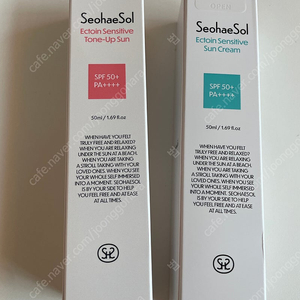 SeohaeSol
Ectoin Sensitive
Tone-Up Sun
SPF 50+
PA++++
50ml / 1.69 fl.oz
WHEN HAVE YOU FELT
TRULY FREE AND RELAXED?
WHEN YOU ARE RELAXING
UNDER THE SUN AT A BEACH.
WHEN YOU ARE TAKING
A STROLL TAKING WITH YOUR
LOVED ONES. WHEN YOU SEE
YOUR WHOLE SELF IMMERSED
INTO A MOMENT. SEOHAESOL
IS BY YOUR SIDE TO HELP
YOU FEEL FREE AND AT EASE
AT ALL TIMES.
OPEN
SeohaeSol
Ectoin Sensitive
Sun Cream
SPF 50+
PA++++
50ml / 1.69 fl.oz
WHEN HAVE YOU FELT
TRULY FREE AND RELAXED?
WHEN YOU ARE RELAXING
UNDER THE SUN AT A BEACH.
WHEN YOU ARE TAKING
A STROLL TAKING WITH YOUR
LOVED ONES. WHEN YOU SEE
YOUR WHOLE SELF IMMERSED
INTO A MOMENT. SEOHAESOL
IS BY YOUR SIDE TO HELP
YOU FEEL FREE AND AT EASE
AT ALL TIMES.